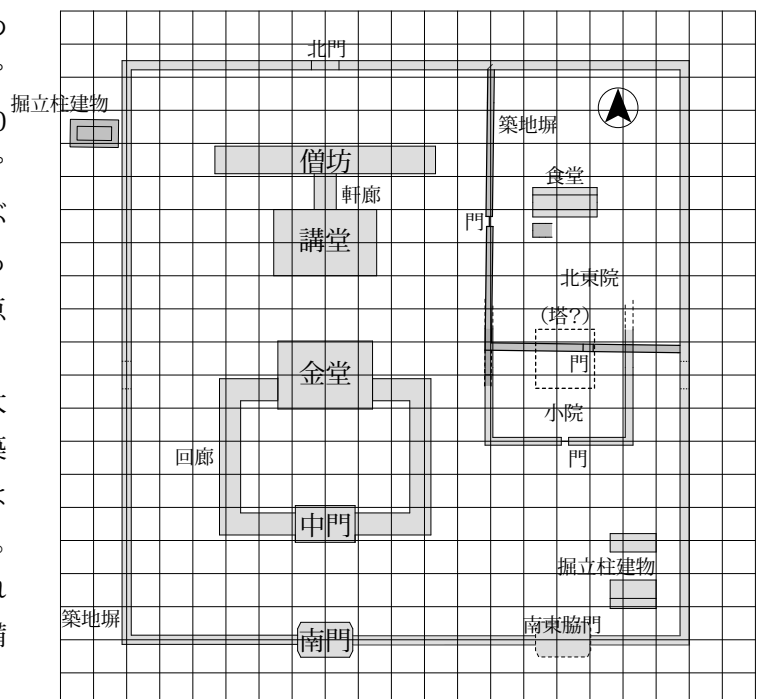 北門
掘立柱建物
築地塀
食堂
僧坊
軒廊
門
講堂
北東院
(塔?)
門
金堂
小院
回廊
門
中門
掘立柱建物
築地塀
南門
南東脇門